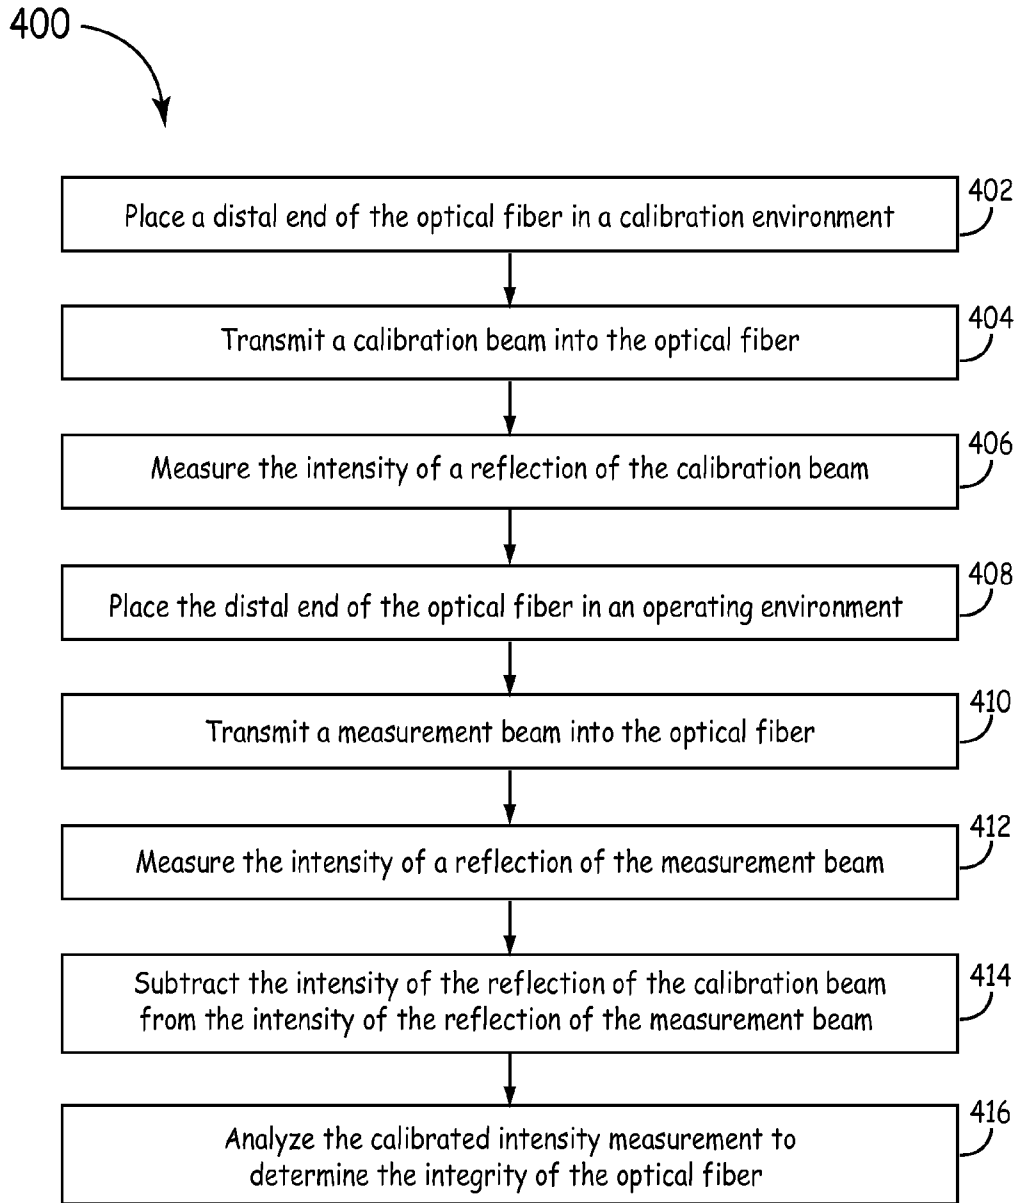 400
402
Place a distal end of the optical fiber in a calibration environment
404
Transmit a calibration beam into the optical fiber
406
Measure the intensity of a reflection of the calibration beam
408
Place the distal end of the optical fiber in an operating environment
410
Transmit a measurement beam into the optical fiber
412
Measure the intensity of a reflection of the measurement beam
414
Subtract the intensity of the reflection of the calibration beam
from the intensity of the reflection of the measurement beam
416
Analyze the calibrated intensity measurement to
determine the integrity of the optical fiber